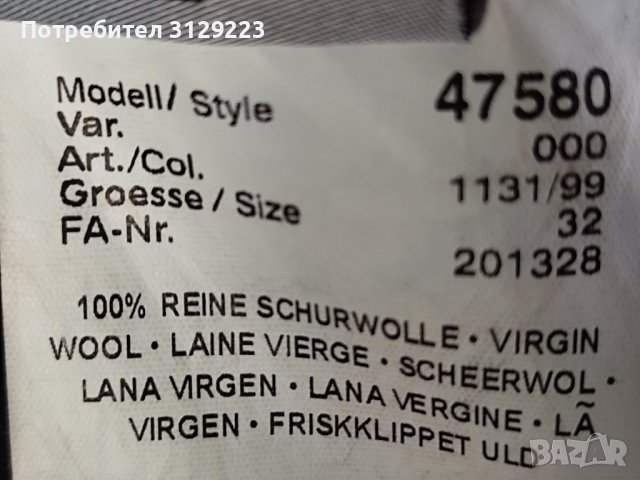 Потребител 3129223
Modell/ Style 47580
Var. 000
Art./Col. 1131/99
Groesse / Size 32
FA-Nr. 201328
100% REINE SCHURWOLLE · VIRGIN
WOOL · LAINE VIERGE · SCHEERWOL ·
LANA VIRGEN · LANA VERGINE · LÃ
VIRGEN · FRISKKLIPPET ULD
bazar